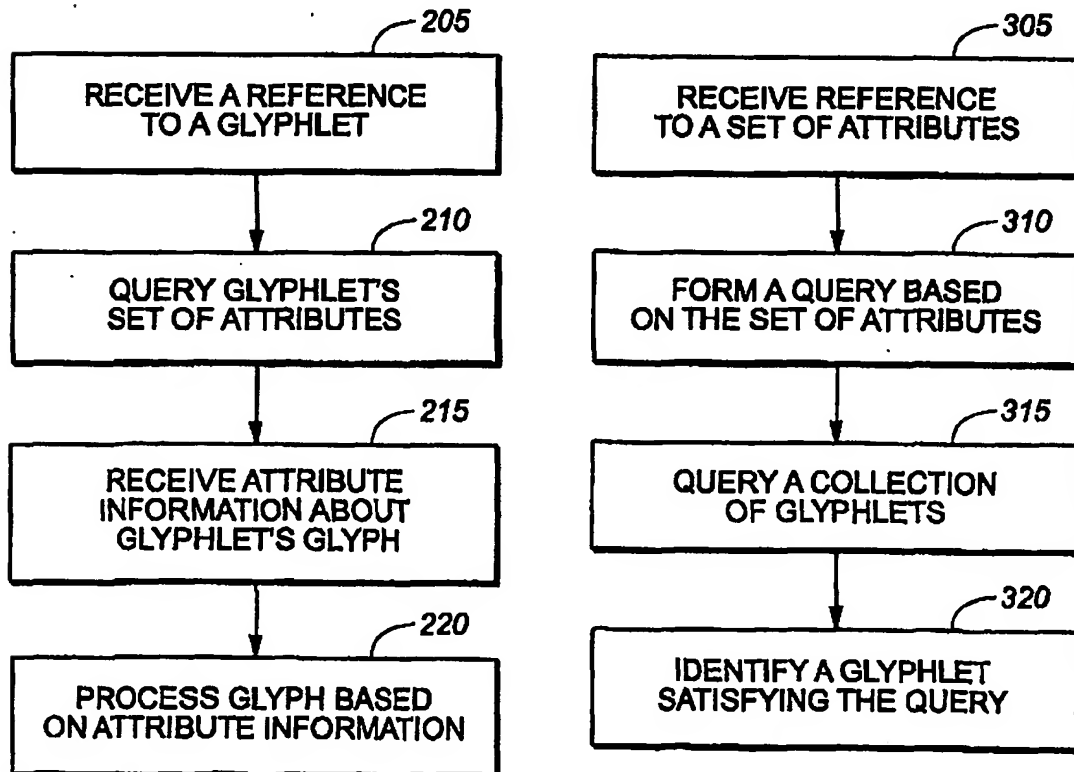 205
RECEIVE A REFERENCE
TO A GLYPHLET
210
QUERY GLYPHLET'S
SET OF ATTRIBUTES
215
RECEIVE ATTRIBUTE
INFORMATION ABOUT
GLYPHLET'S GLYPH
220
PROCESS GLYPH BASED
ON ATTRIBUTE INFORMATION
305
RECEIVE REFERENCE
TO A SET OF ATTRIBUTES
310
FORM A QUERY BASED
ON THE SET OF ATTRIBUTES
315
QUERY A COLLECTION
OF GLYPHLETS
320
IDENTIFY A GLYPHLET
SATISFYING THE QUERY